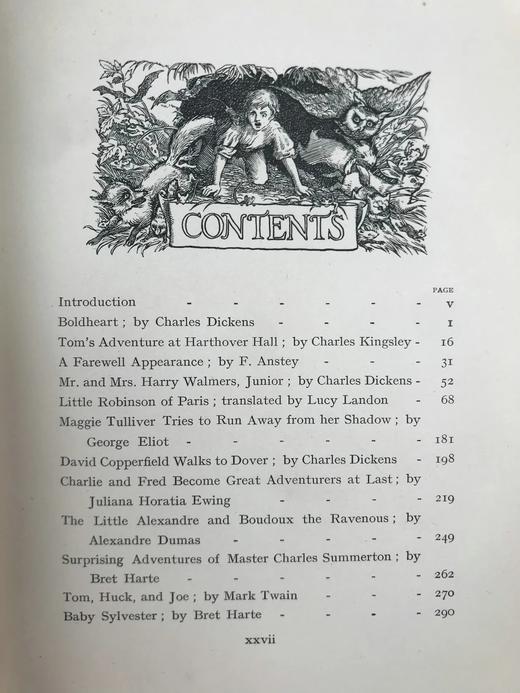 CONTENTS
PAGE
Introduction - - - - - - v
Boldheart ; by Charles Dickens - - - - 1
Tom's Adventure at Harthover Hall ; by Charles Kingsley - 16
A Farewell Appearance ; by F. Anstey - - - 31
Mr. and Mrs. Harry Walmers, Junior ; by Charles Dickens - 52
Little Robinson of Paris ; translated by Lucy Landon - 68
Maggie Tulliver Tries to Run Away from her Shadow ; by
George Eliot - - - - - - 181
David Copperfield Walks to Dover ; by Charles Dickens - 198
Charlie and Fred Become Great Adventurers at Last ; by
Juliana Horatia Ewing - - - - 219
The Little Alexandre and Boudoux the Ravenous ; by
Alexandre Dumas - - - - - 249
Surprising Adventures of Master Charles Summerton ; by
Bret Harte - - - - - - 262
Tom, Huck, and Joe ; by Mark Twain - - - 270
Baby Sylvester ; by Bret Harte - - - - 290
xxvii